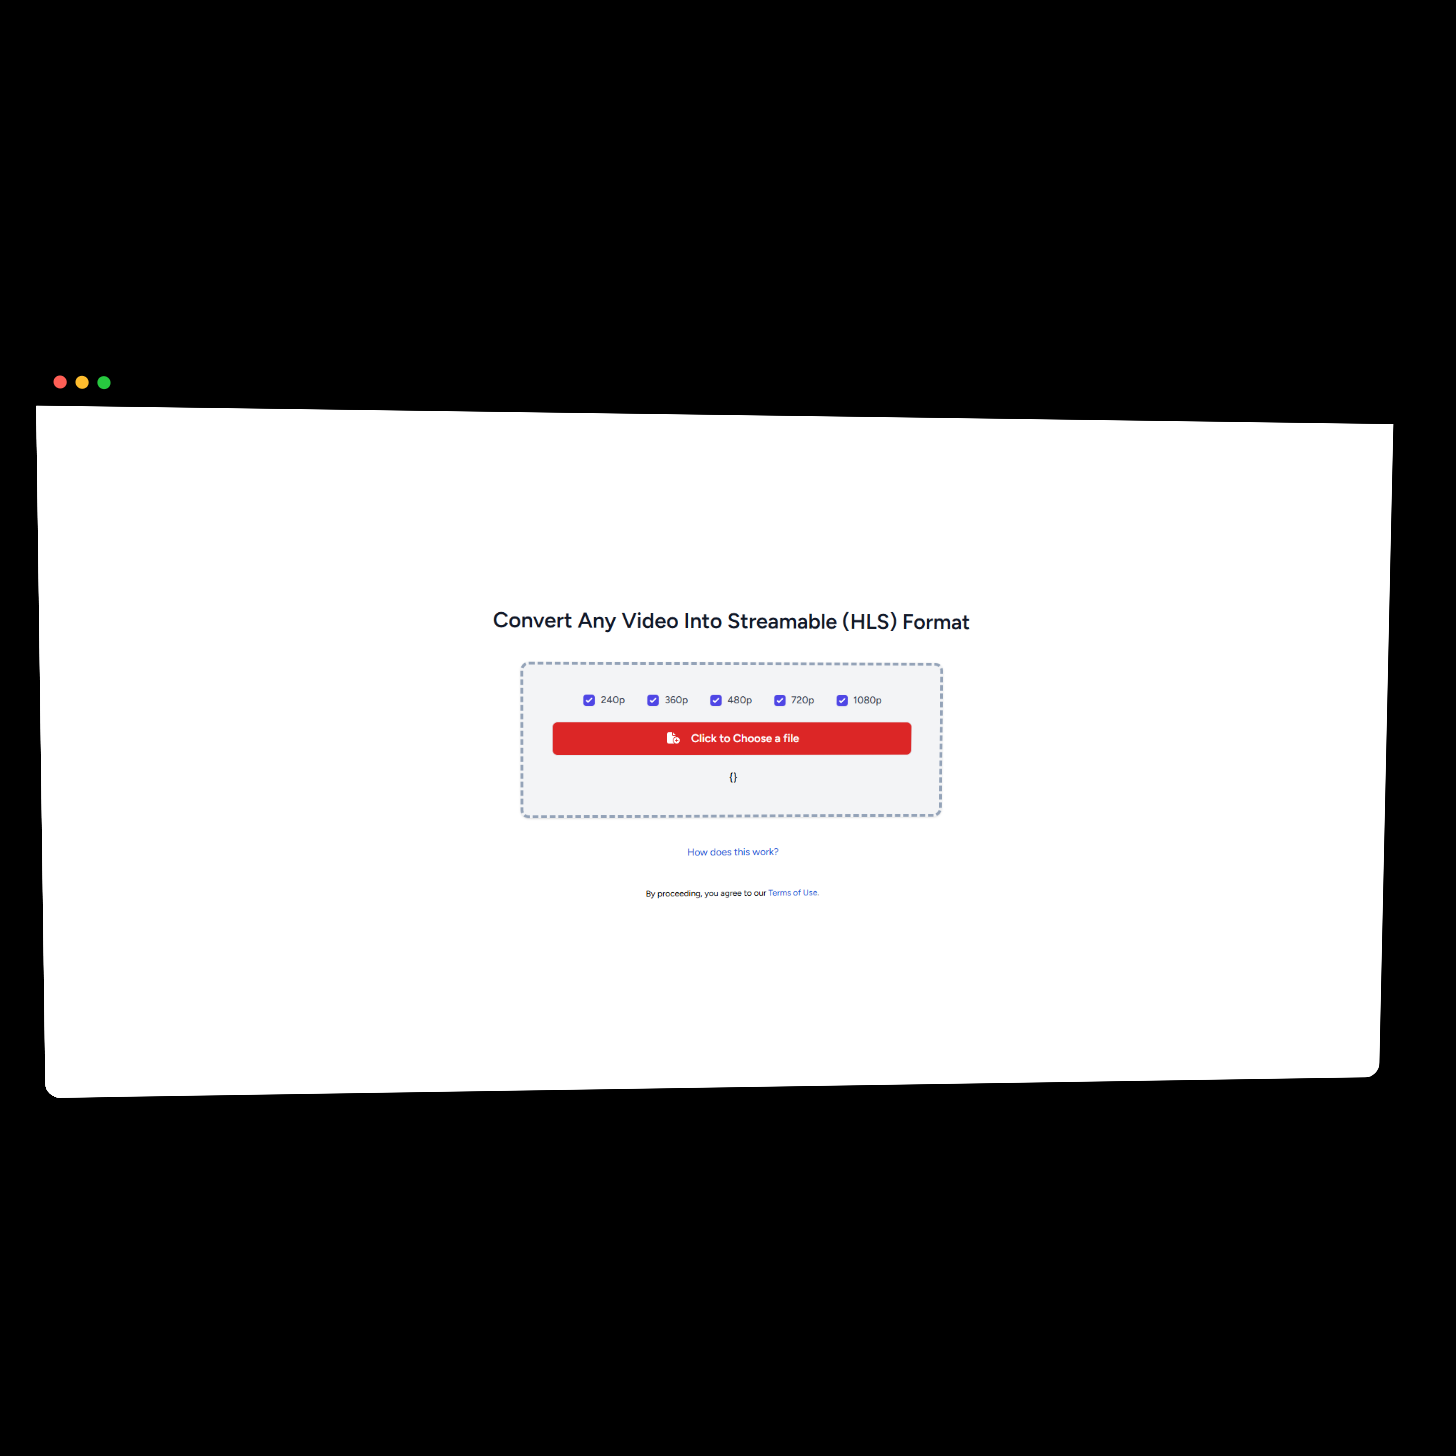 Convert Any Video Into Streamable (HLS) Format
240p 360p 480p 720p 1080p
Click to Choose a file
{}
How does this work?
By proceeding, you agree to our Terms of Use.